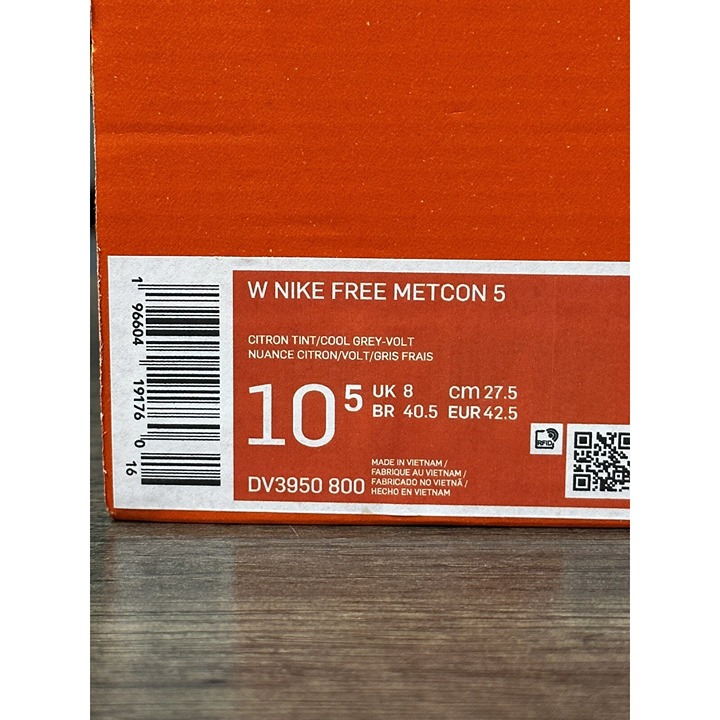 W NIKE FREE METCON 5
CITRON TINT/COOL GREY-VOLT
NUANCE CITRON/VOLT/GRIS FRAIS
10 5
UK 8 cm 27.5
BR 40.5 EUR 42.5
DV3950 800
MADE IN VIETNAM /
FABRIQUE AU VIETNAM /
FABRICADO NO VIETNÃ /
HECHO EN VIETNAM
RFID
1 96604 19176 0
16